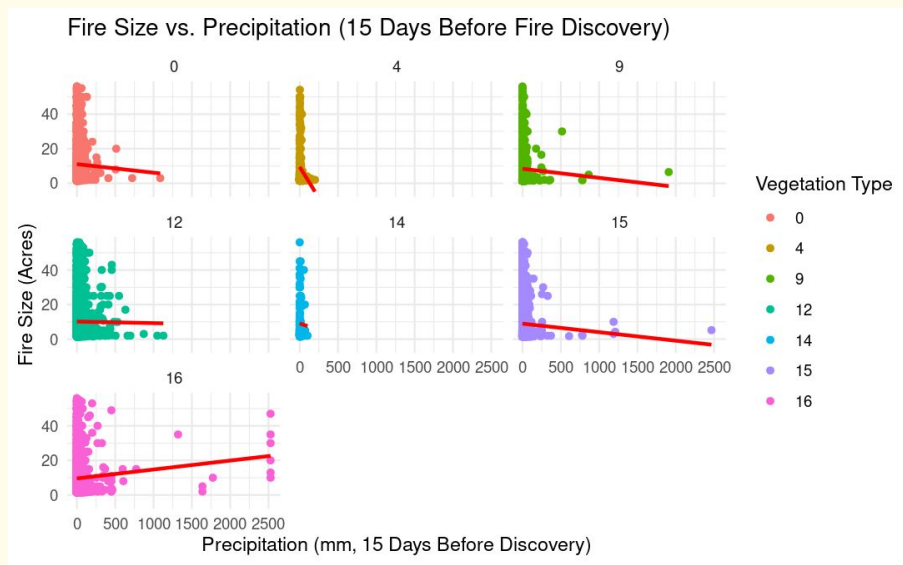 Fire Size vs. Precipitation (15 Days Before Fire Discovery)
0 4 9
40
20
0
12 14 15
40
20
0
0 500 1000 1500 2000 2500 0 500 1000 1500 2000 2500
16
40
20
0
0 500 1000 1500 2000 2500
Precipitation (mm, 15 Days Before Discovery)
Fire Size (Acres)
Vegetation Type
0
4
9
12
14
15
16